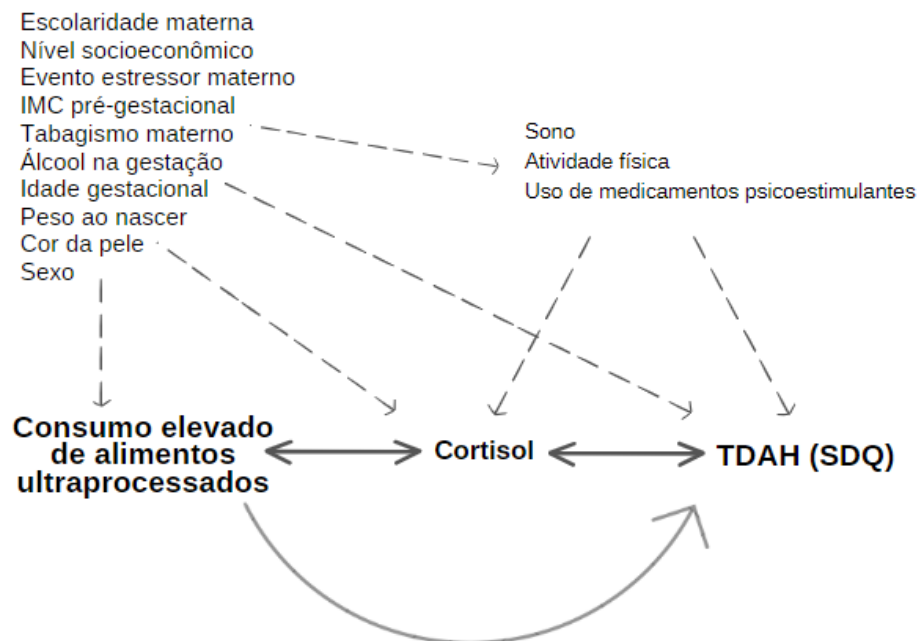 Escolaridade materna
Nível socioeconômico
Evento estressor materno
IMC pré-gestacional
Tabagismo materno
Álcool na gestação
Idade gestacional
Peso ao nascer
Cor da pele
Sexo
Sono
Atividade física
Uso de medicamentos psicoestimulantes
Consumo elevado
de alimentos
ultraprocessados
Cortisol
TDAH (SDQ)